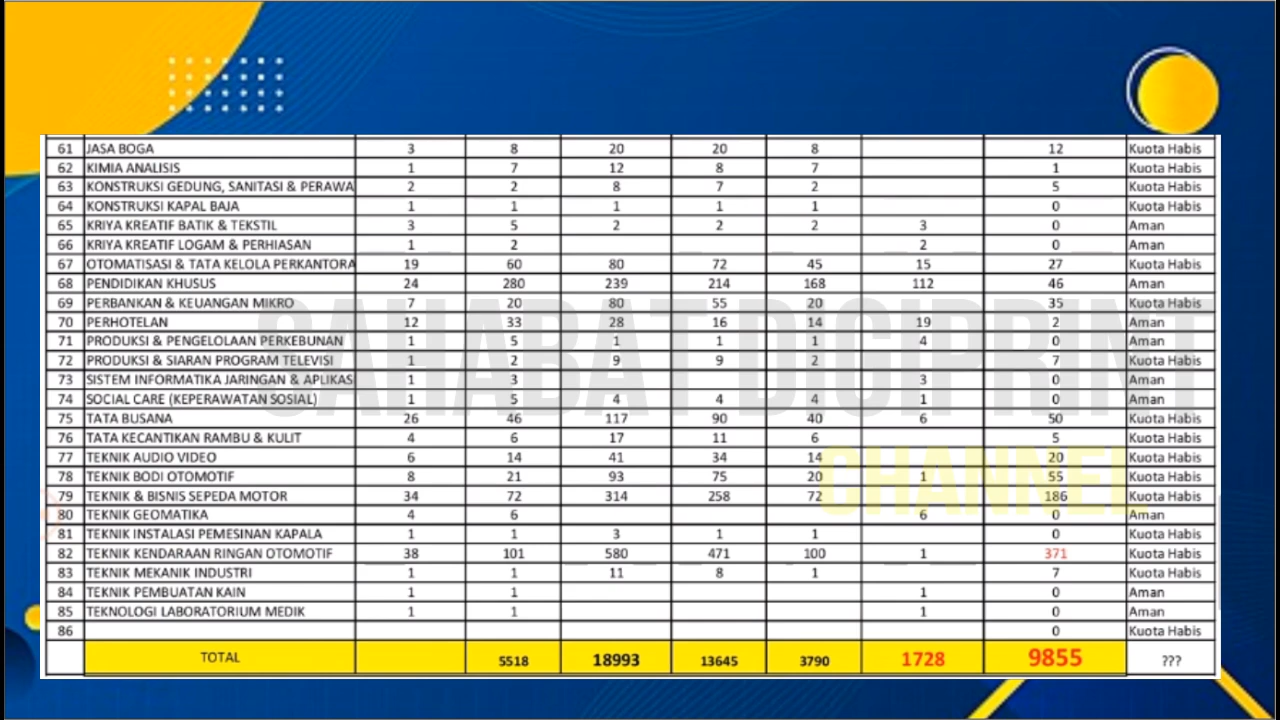 61 JASA BOGA 3 8 20 20 8 12 Kuota Habis
62 KIMIA ANALISIS 1 7 12 8 7 1 Kuota Habis
63 KONSTRUKSI GEDUNG, SANITASI & PERAWA 2 2 8 7 2 5 Kuota Habis
64 KONSTRUKSI KAPAL BAJA 1 1 1 1 1 0 Kuota Habis
65 KRIYA KREATIF BATIK & TEKSTIL 3 5 2 2 2 3 0 Aman
66 KRIYA KREATIF LOGAM & PERHIASAN 1 2 2 0 Aman
67 OTOMATISASI & TATA KELOLA PERKANTORA 19 60 80 72 45 15 27 Kuota Habis
68 PENDIDIKAN KHUSUS 24 280 239 214 168 112 46 Aman
69 PERBANKAN & KEUANGAN MIKRO 7 20 80 55 20 35 Kuota Habis
70 PERHOTELAN 12 33 28 16 14 19 2 Aman
71 PRODUKSI & PENGELOLAAN PERKEBUNAN 1 5 1 1 1 4 0 Aman
72 PRODUKSI & SIARAN PROGRAM TELEVISI 1 2 9 9 2 7 Kuota Habis
73 SISTEM INFORMATIKA JARINGAN & APLIKAS 1 3 3 0 Aman
74 SOCIAL CARE (KEPERAWATAN SOSIAL) 1 5 4 4 4 1 0 Aman
75 TATA BUSANA 26 46 117 90 40 6 50 Kuota Habis
76 TATA KECANTIKAN RAMBU & KULIT 4 6 17 11 6 5 Kuota Habis
77 TEKNIK AUDIO VIDEO 6 14 41 34 14 20 Kuota Habis
78 TEKNIK BODI OTOMOTIF 8 21 93 75 20 1 55 Kuota Habis
79 TEKNIK & BISNIS SEPEDA MOTOR 34 72 314 258 72 186 Kuota Habis
80 TEKNIK GEOMATIKA 4 6 6 0 Aman
81 TEKNIK INSTALASI PEMESINAN KAPALA 1 1 3 1 1 0 Kuota Habis
82 TEKNIK KENDARAAN RINGAN OTOMOTIF 38 101 580 471 100 1 371 Kuota Habis
83 TEKNIK MEKANIK INDUSTRI 1 1 11 8 1 7 Kuota Habis
84 TEKNIK PEMBUATAN KAIN 1 1 1 0 Aman
85 TEKNOLOGI LABORATORIUM MEDIK 1 1 1 0 Aman
86 0 Kuota Habis
TOTAL 5518 18993 13645 3790 1728 9855 ???
SAHABAT DICIPRINT
CHANNEL